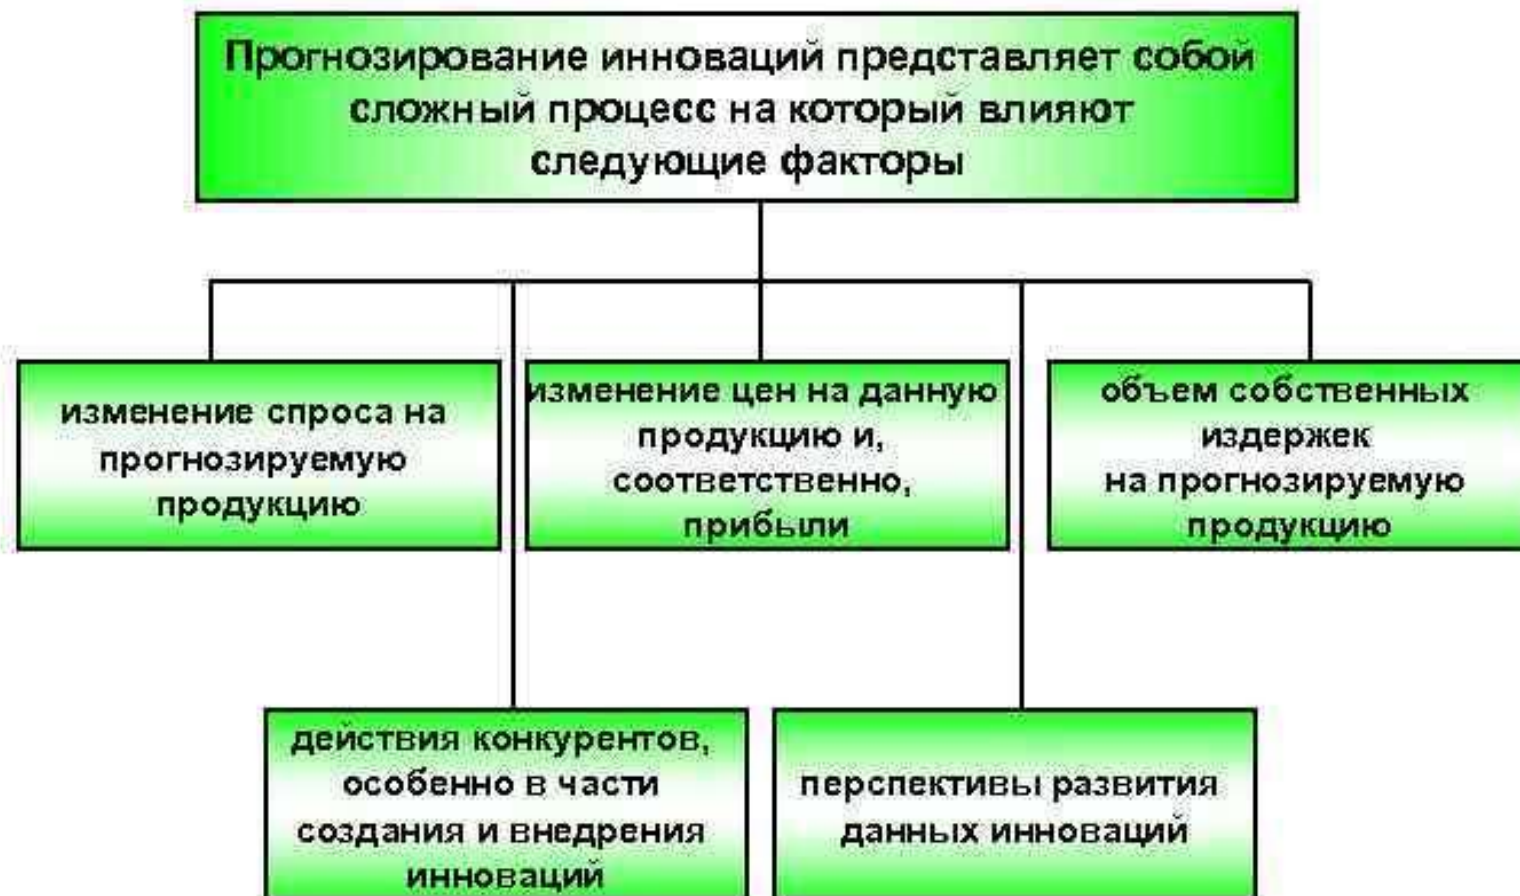 Прогнозирование инноваций представляет собой
сложный процесс на который влияют
следующие факторы
изменение спроса на
прогнозируемую
продукцию
изменение цен на данную
продукцию и,
соответственно,
прибыли
объем собственных
издержек
на прогнозируемую
продукцию
действия конкурентов,
особенно в части
создания и внедрения
инноваций
перспективы развития
данных инноваций